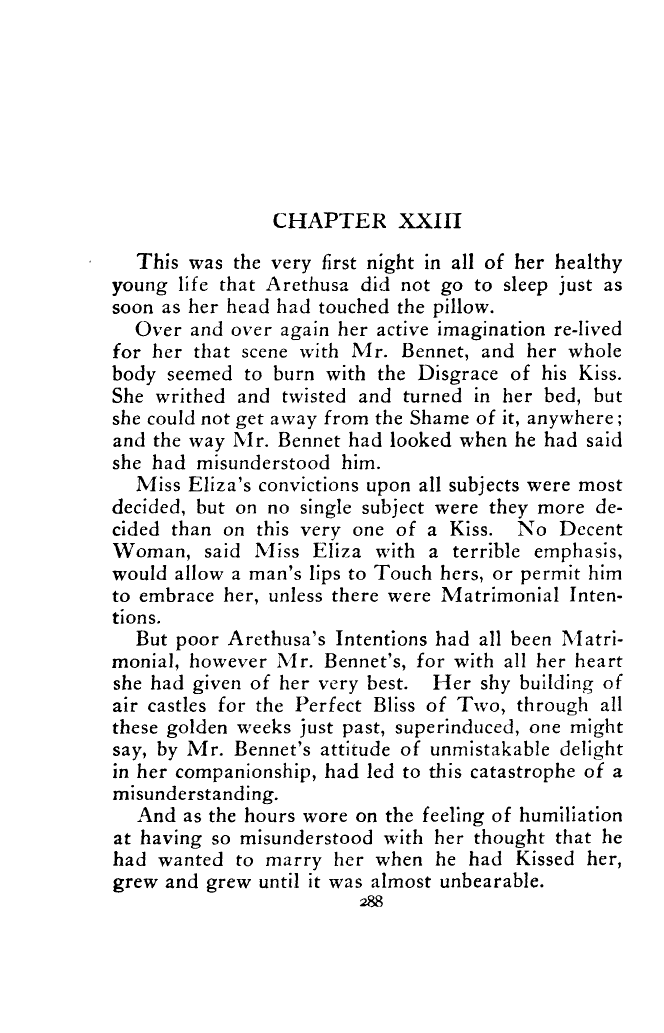 CHAPTER XXIII
This was the very first night in all of her healthy
young life that Arethusa did not go to sleep just as
soon as her head had touched the pillow.
Over and over again her active imagination re-lived
for her that scene with Mr. Bennet, and her whole
body seemed to burn with the Disgrace of his Kiss.
She writhed and twisted and turned in her bed, but
she could not get away from the Shame of it, anywhere;
and the way Mr. Bennet had looked when he had said
she had misunderstood him.
Miss Eliza's convictions upon all subjects were most
decided, but on no single subject were they more de-
cided than on this very one of a Kiss. No Decent
Woman, said Miss Eliza with a terrible emphasis,
would allow a man's lips to Touch hers, or permit him
to embrace her, unless there were Matrimonial Inten-
tions.
But poor Arethusa's Intentions had all been Matri-
monial, however Mr. Bennet's, for with all her heart
she had given of her very best. Her shy building of
air castles for the Perfect Bliss of Two, through all
these golden weeks just past, superinduced, one might
say, by Mr. Bennet's attitude of unmistakable delight
in her companionship, had led to this catastrophe of a
misunderstanding.
And as the hours wore on the feeling of humiliation
at having so misunderstood with her thought that he
had wanted to marry her when he had Kissed her,
grew and grew until it was almost unbearable.
288